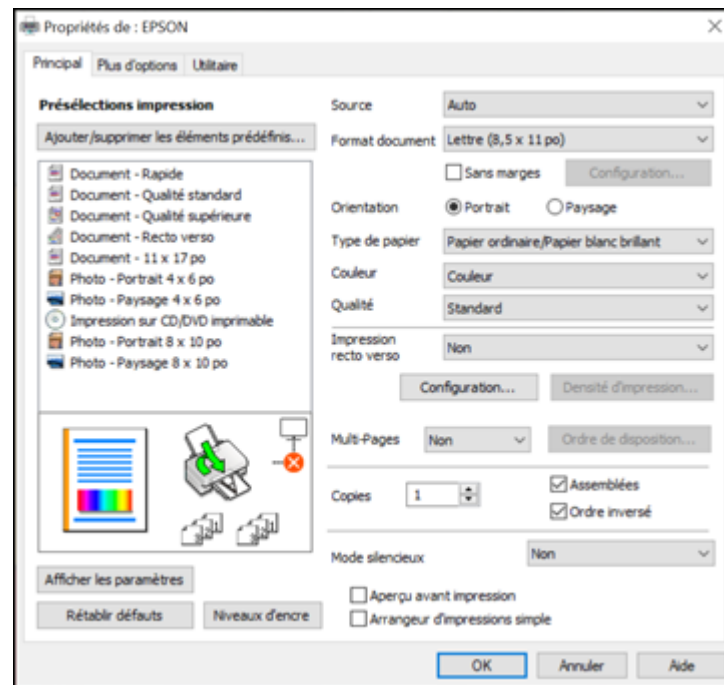 Propriétés de : EPSON
Principal Plus d'options Utilitaire
Présélections impression
Ajouter/supprimer les éléments prédéfinis...
Document - Rapide
Document - Qualité standard
Document - Qualité supérieure
Document - Recto verso
Document - 11 x 17 po
Photo - Portrait 4 x 6 po
Photo - Paysage 4 x 6 po
Impression sur CD/DVD imprimable
Photo - Portrait 8 x 10 po
Photo - Paysage 8 x 10 po
Afficher les paramètres
Rétablir défauts Niveaux d'encre
Source Auto
Format document Lettre (8,5 x 11 po)
Sans marges Configuration...
Orientation Portrait Paysage
Type de papier Papier ordinaire/Papier blanc brillant
Couleur Couleur
Qualité Standard
Impression
recto verso Non
Configuration... Densité d'impression...
Multi-Pages Non Ordre de disposition...
Copies 1 Assemblées
Ordre inversé
Mode silencieux Non
Aperçu avant impression
Arrangeur d'impressions simple
OK Annuler Aide